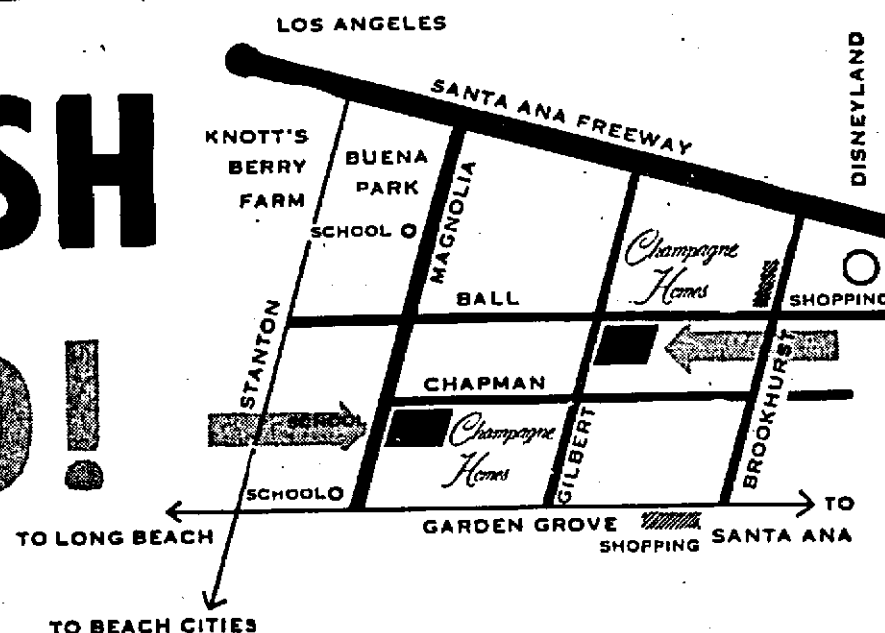 LOS ANGELES
SANTA ANA FREEWAY
DISNEYLAND
SH
KNOTT'S
BERRY
FARM
BUENA
PARK
SCHOOL
MAGNOLIA
Champagne
Homes
SHOPPING
BALL
STANTON
!
BROOKHURST
CHAPMAN
SCHOOL
Champagne
Homes
GILBERT
SCHOOL
TO LONG BEACH
GARDEN GROVE
SHOPPING
TO
SANTA ANA
TO BEACH CITIES